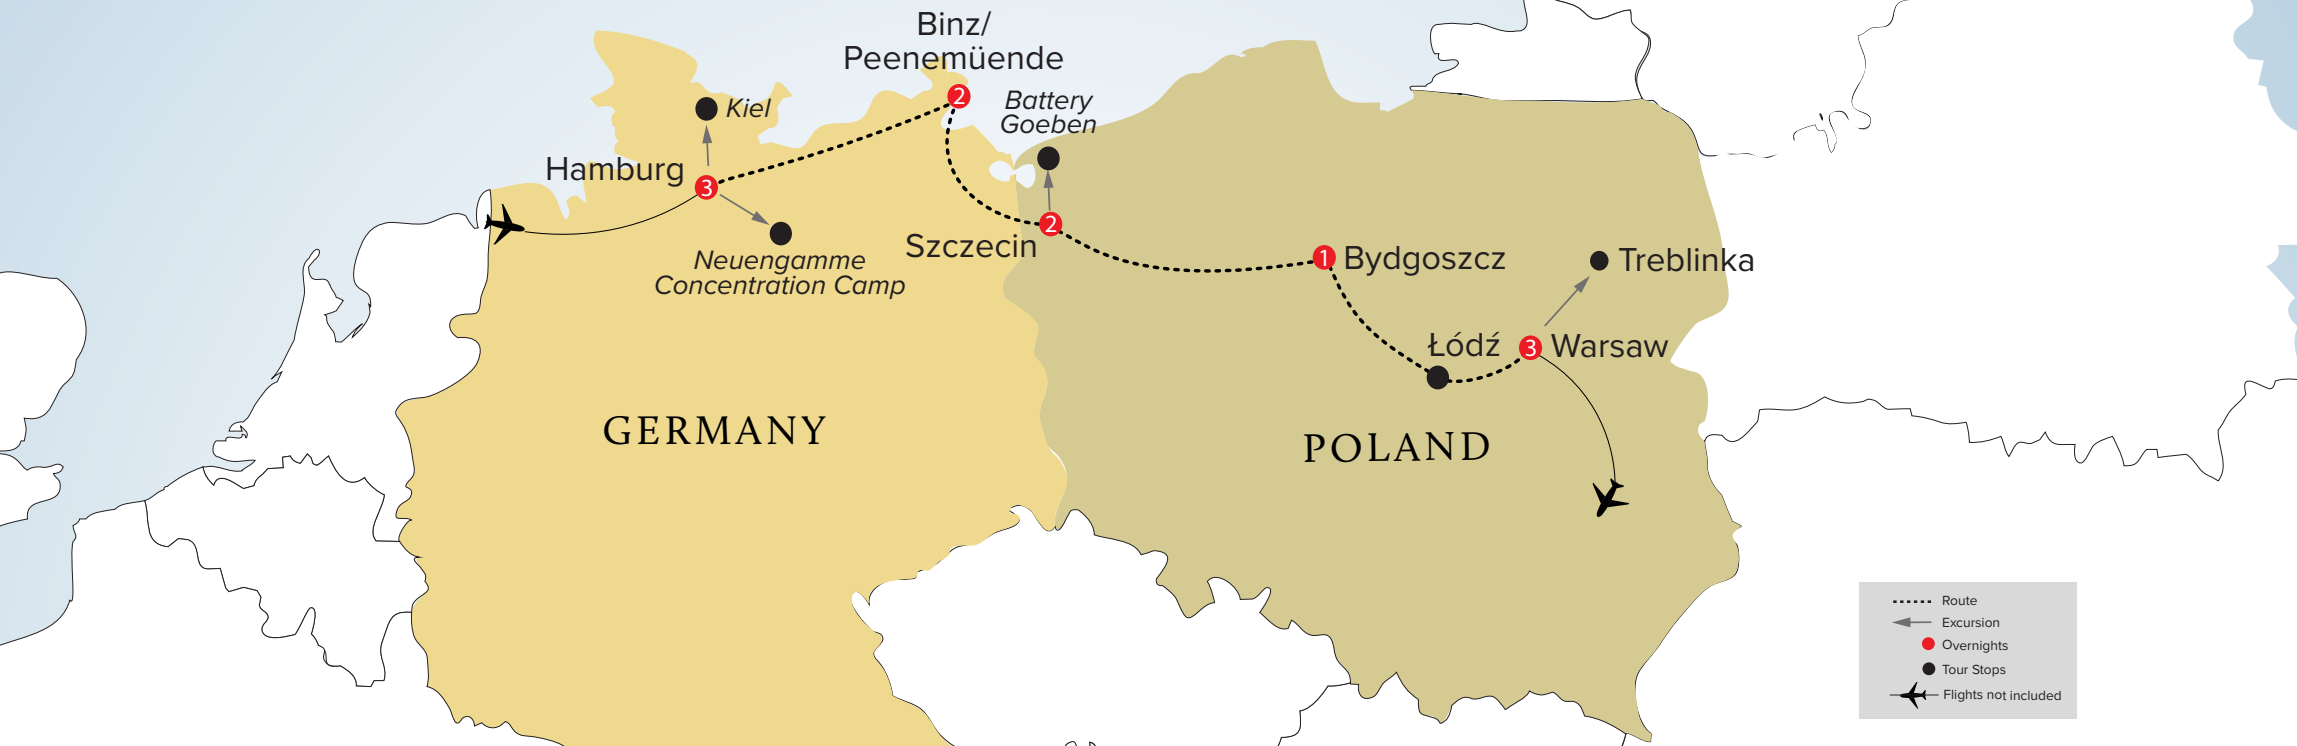 Binz/
Peenemüende
2
Battery
Goeben
Kiel
Hamburg
3
Neuengamme
Concentration Camp
2
Szczecin
1 Bydgoszcz
Treblinka
Łódź
3 Warsaw
GERMANY
POLAND
Route
Excursion
Overnights
Tour Stops
Flights not included